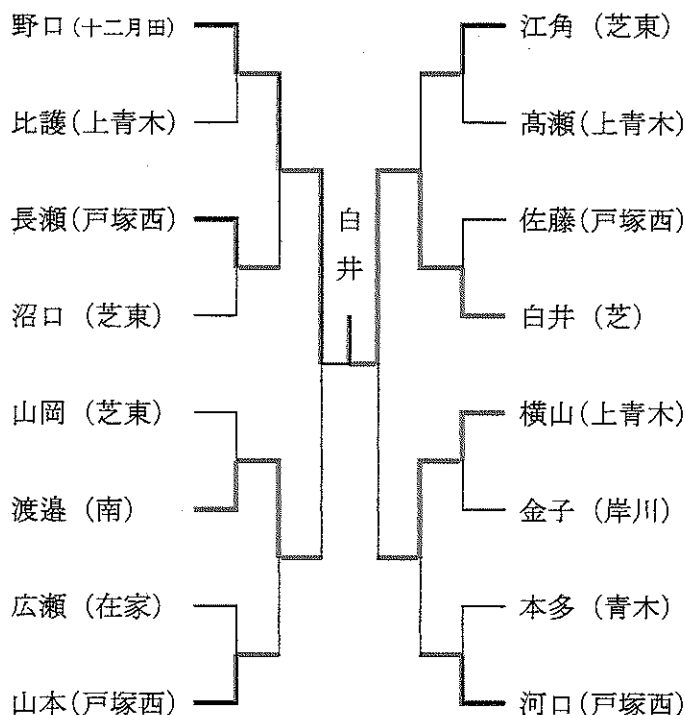 野口(十二月田)
比護(上青木)
長瀬(戸塚西)
沼口 (芝東)
山岡 (芝東)
渡邉 (南)
広瀬 (在家)
山本(戸塚西)
白井
江角 (芝東)
髙瀬(上青木)
佐藤(戸塚西)
白井 (芝)
横山(上青木)
金子 (岸川)
本多 (青木)
河口(戸塚西)